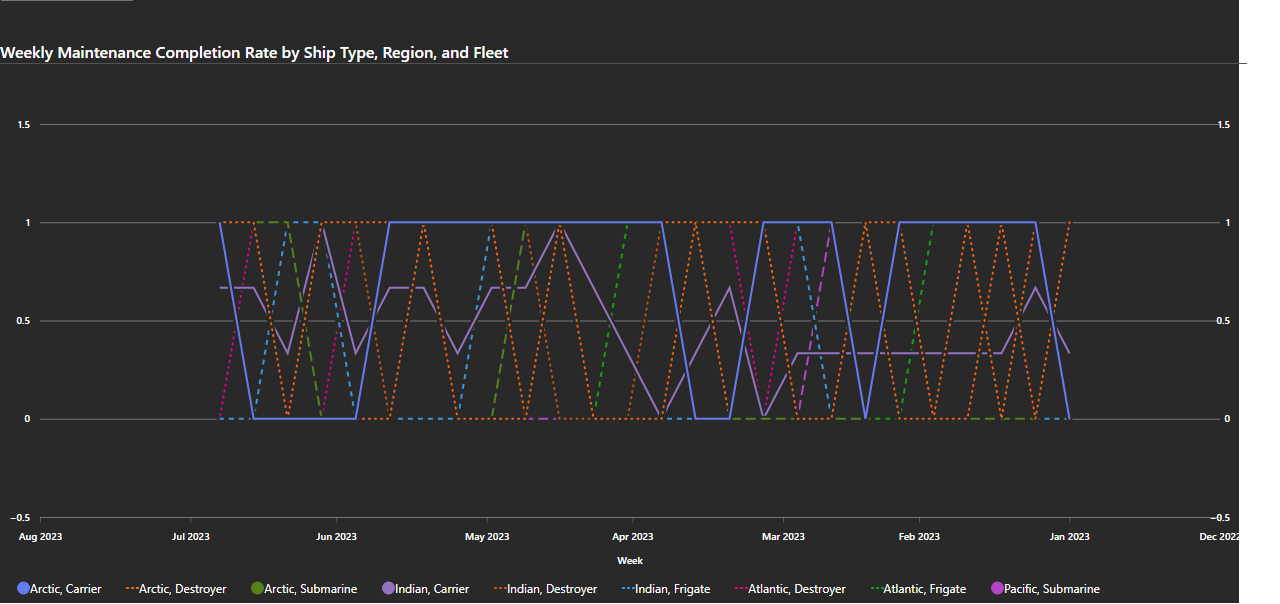 Weekly Maintenance Completion Rate by Ship Type, Region, and Fleet
1.5 1.5
1 1
0.5 0.5
0 0
−0.5 −0.5
Aug 2023 Jul 2023 Jun 2023 May 2023 Apr 2023 Mar 2023 Feb 2023 Jan 2023 Dec 2022
Week
Arctic, Carrier Arctic, Destroyer Arctic, Submarine Indian, Carrier Indian, Destroyer Indian, Frigate Atlantic, Destroyer Atlantic, Frigate Pacific, Submarine